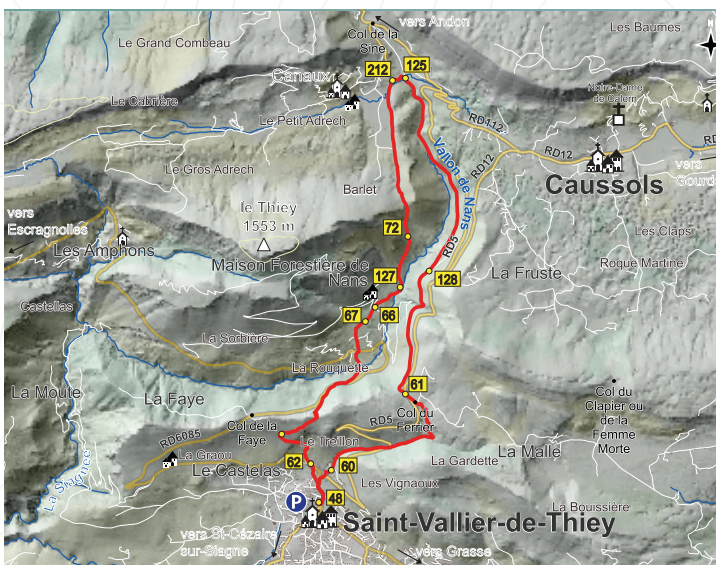 vers Andon
Les Baumes
Le Grand Combeau
Col de la
Sine
N
212
125
Canaux
Notre-Dame
de Calern
Le Cabrière
Le Petit Adrech
RD112
RD12
RD12
Vallon de Nans
Caussols
vers
Gourd
Le Gros Adrech
Barlet
le Thiey
1553 m
vers
Escragnolles
Les Amphons
72
RD5
Les Claps
Roque Martine
Maison Forestière de
Nans
127
128
La Fruste
Castellas
67
66
La Sorbière
La Rouquette
La Moute
La Faye
61
Col du
Ferrier
Col du
Clapier ou
de la
Femme
Morte
Col de la
Faye
RD5
RD6085
Le Treillon
La Malle
La Graou
Le Castelas
62
60
La Gardette
La Siagnee
Les Vignaoux
48
P
La Bouissière
Saint-Vallier-de-Thiey
vers St-Cézaire
sur-Siagne
vers Grasse